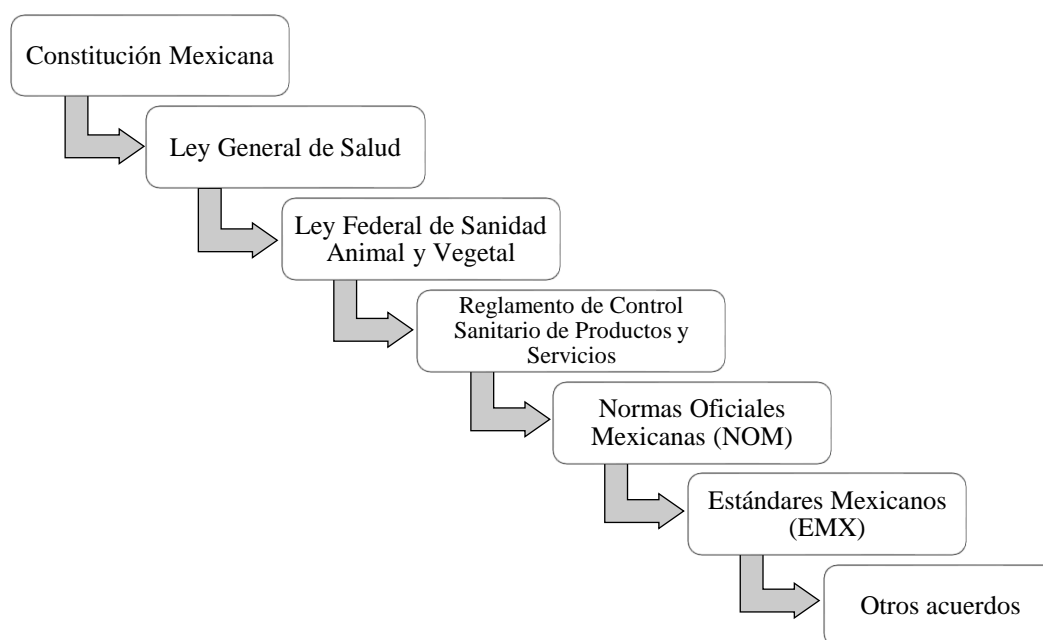 Constitución Mexicana
Ley General de Salud
Ley Federal de Sanidad
Animal y Vegetal
Reglamento de Control
Sanitario de Productos y
Servicios
Normas Oficiales
Mexicanas (NOM)
Estándares Mexicanos
(EMX)
Otros acuerdos